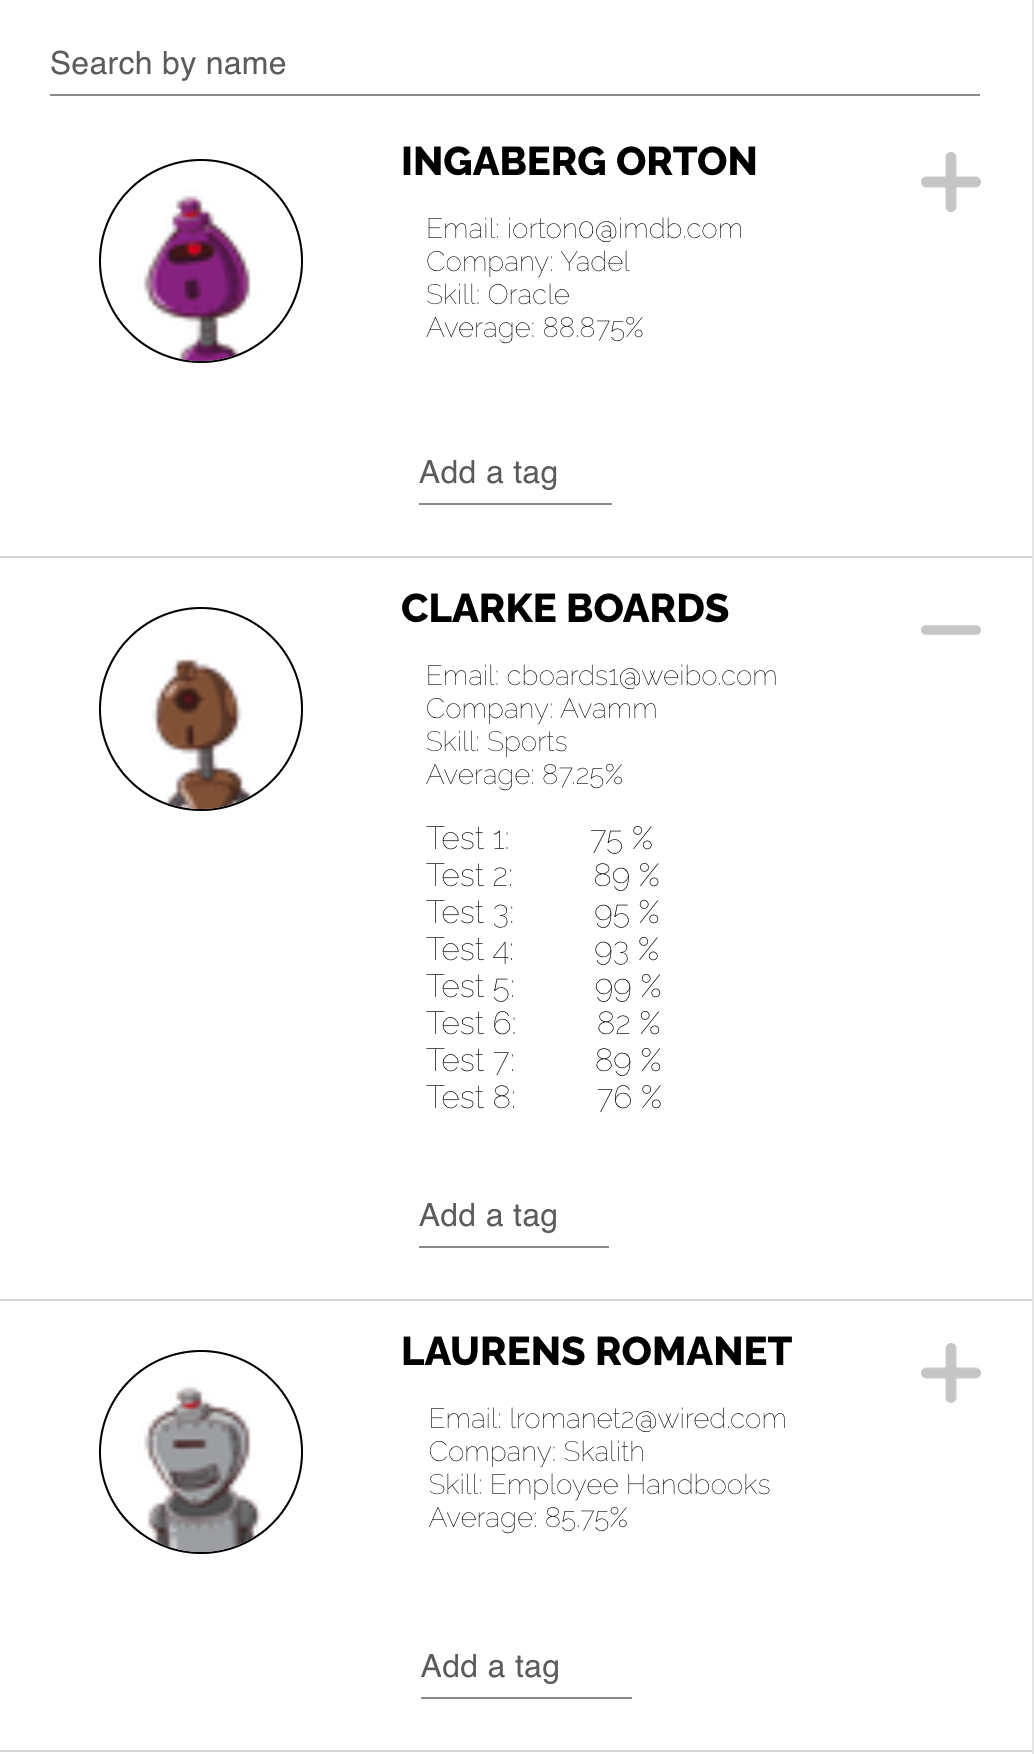 Search by name
INGABERG ORTON
Email: iorton0@imdb.com
Company: Yadel
Skill: Oracle
Average: 88.875%
Add a tag
CLARKE BOARDS
Email: cboards1@weibo.com
Company: Avamm
Skill: Sports
Average: 87.25%
Test 1: 75 %
Test 2: 89 %
Test 3: 95 %
Test 4: 93 %
Test 5: 99 %
Test 6: 82 %
Test 7: 89 %
Test 8: 76 %
Add a tag
LAURENS ROMANET
Email: lromanet2@wired.com
Company: Skalith
Skill: Employee Handbooks
Average: 85.75%
Add a tag